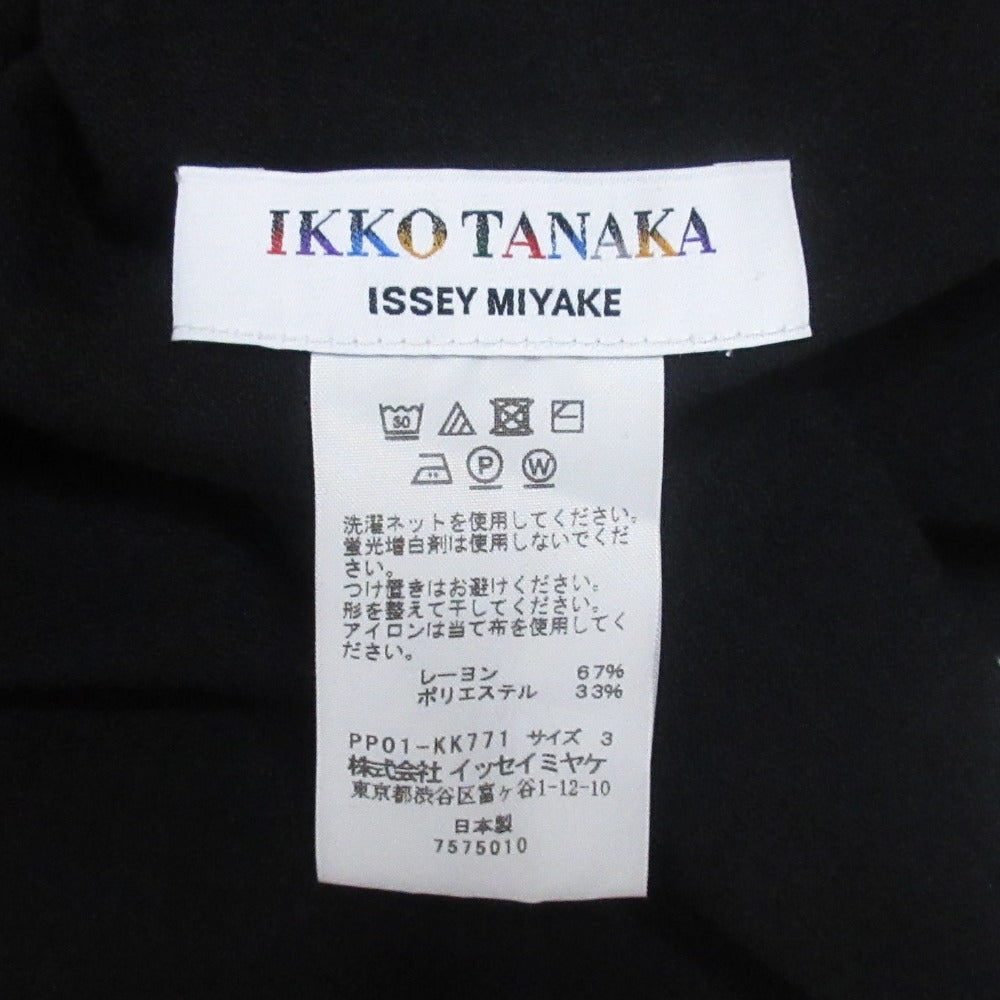 IKKO TANAKA
ISSEY MIYAKE
30
P W
洗濯ネットを使用してください。
蛍光増白剤は使用しないでくだ
さい。
つけ置きはお避けください。
形を整えて干してください。
アイロンは当て布を使用してく
ださい。
レーヨン 67%
ポリエステル 33%
PP01-KK771 サイズ 3
株式会社 イッセイミヤケ
東京都渋谷区富ヶ谷1-12-10
日本製
7575010